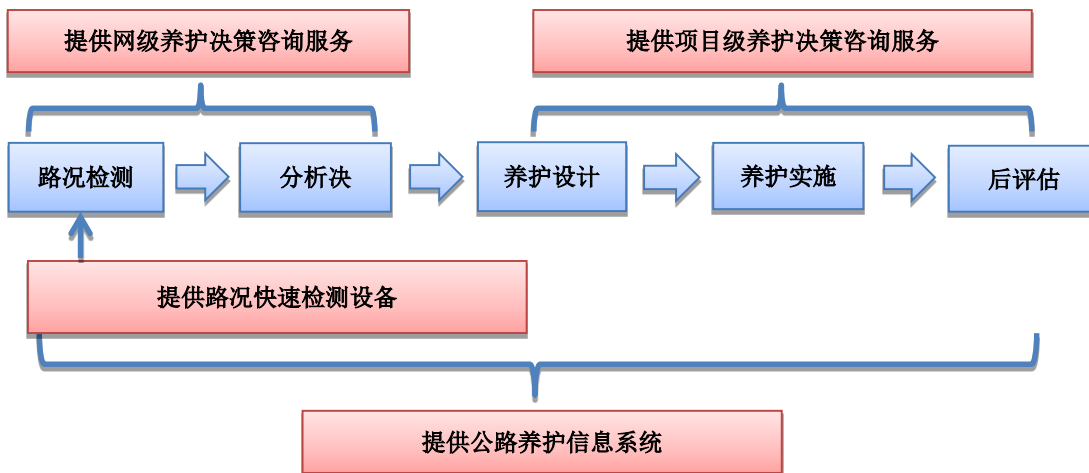 提供网级养护决策咨询服务
提供项目级养护决策咨询服务
路况检测
分析决
养护设计
养护实施
后评估
提供路况快速检测设备
提供公路养护信息系统